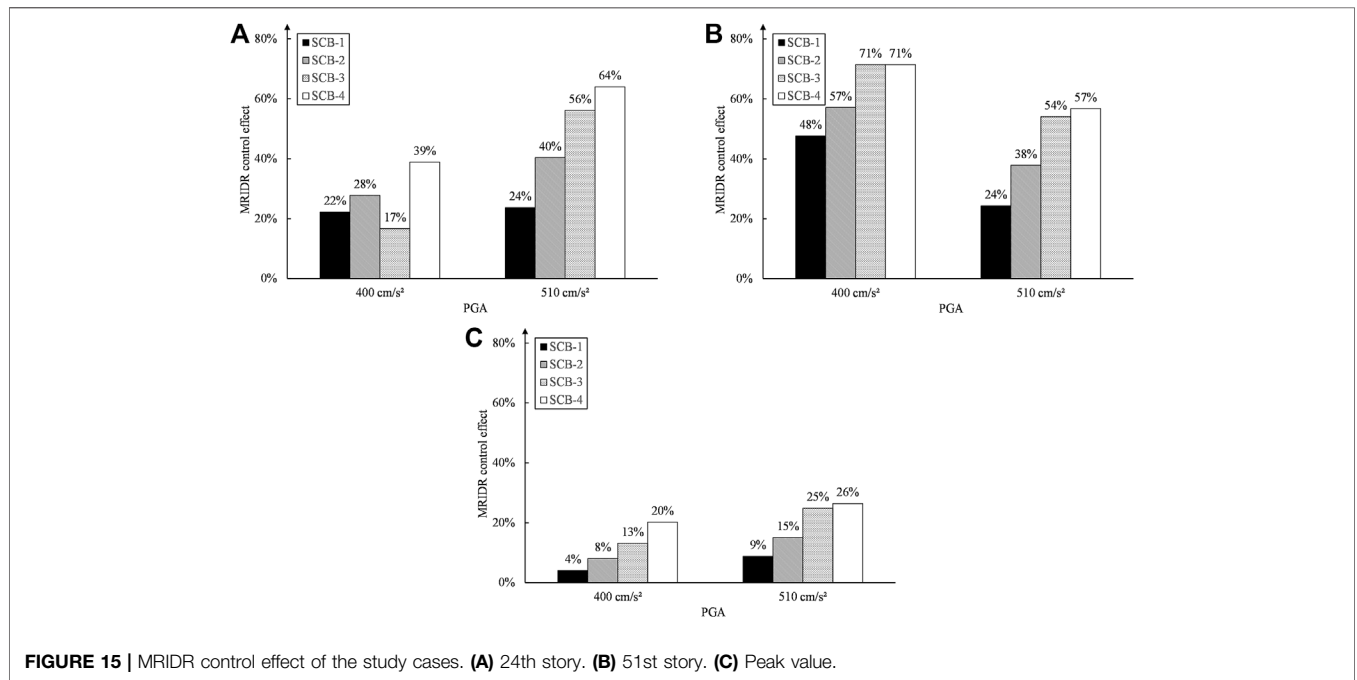 A
80%
60%
40%
20%
0%
MRIDR control effect
SCB-1
SCB-2
SCB-3
SCB-4
22%
28%
17%
39%
24%
40%
56%
64%
400 cm/s²
510 cm/s²
PGA
B
80%
60%
40%
20%
0%
MRIDR control effect
SCB-1
SCB-2
SCB-3
SCB-4
48%
57%
71%
71%
24%
38%
54%
57%
400 cm/s²
510 cm/s²
PGA
C
80%
60%
40%
20%
0%
MRIDR control effect
SCB-1
SCB-2
SCB-3
SCB-4
4%
8%
13%
20%
9%
15%
25%
26%
400 cm/s²
510 cm/s²
PGA
FIGURE 15 | MRIDR control effect of the study cases. (A) 24th story. (B) 51st story. (C) Peak value.